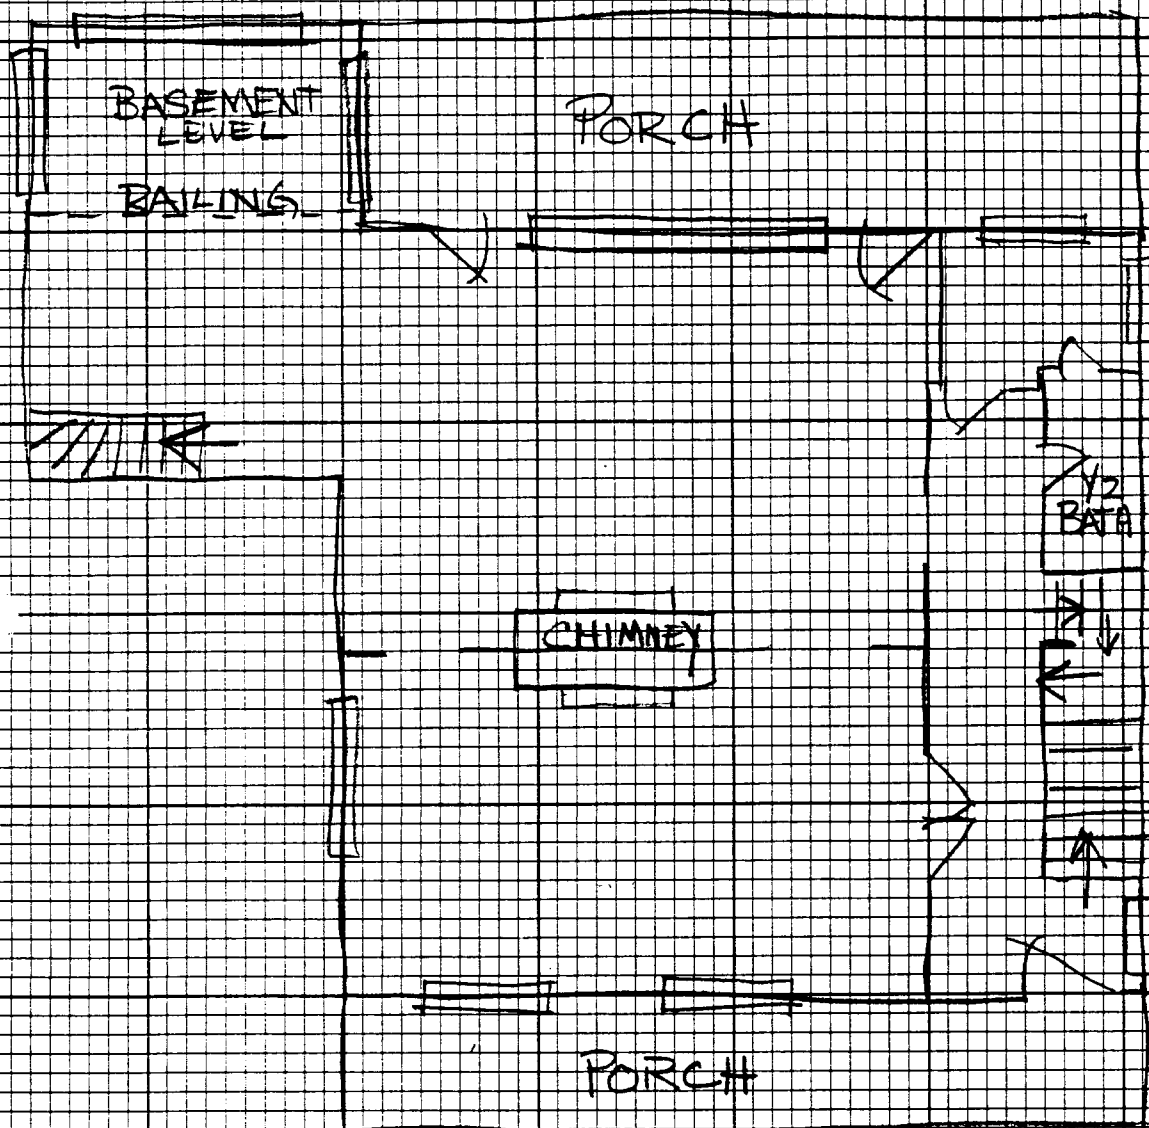 BASEMENT
LEVEL
PORCH
RAILING
1/2
BATH
CHIMNEY
PORCH